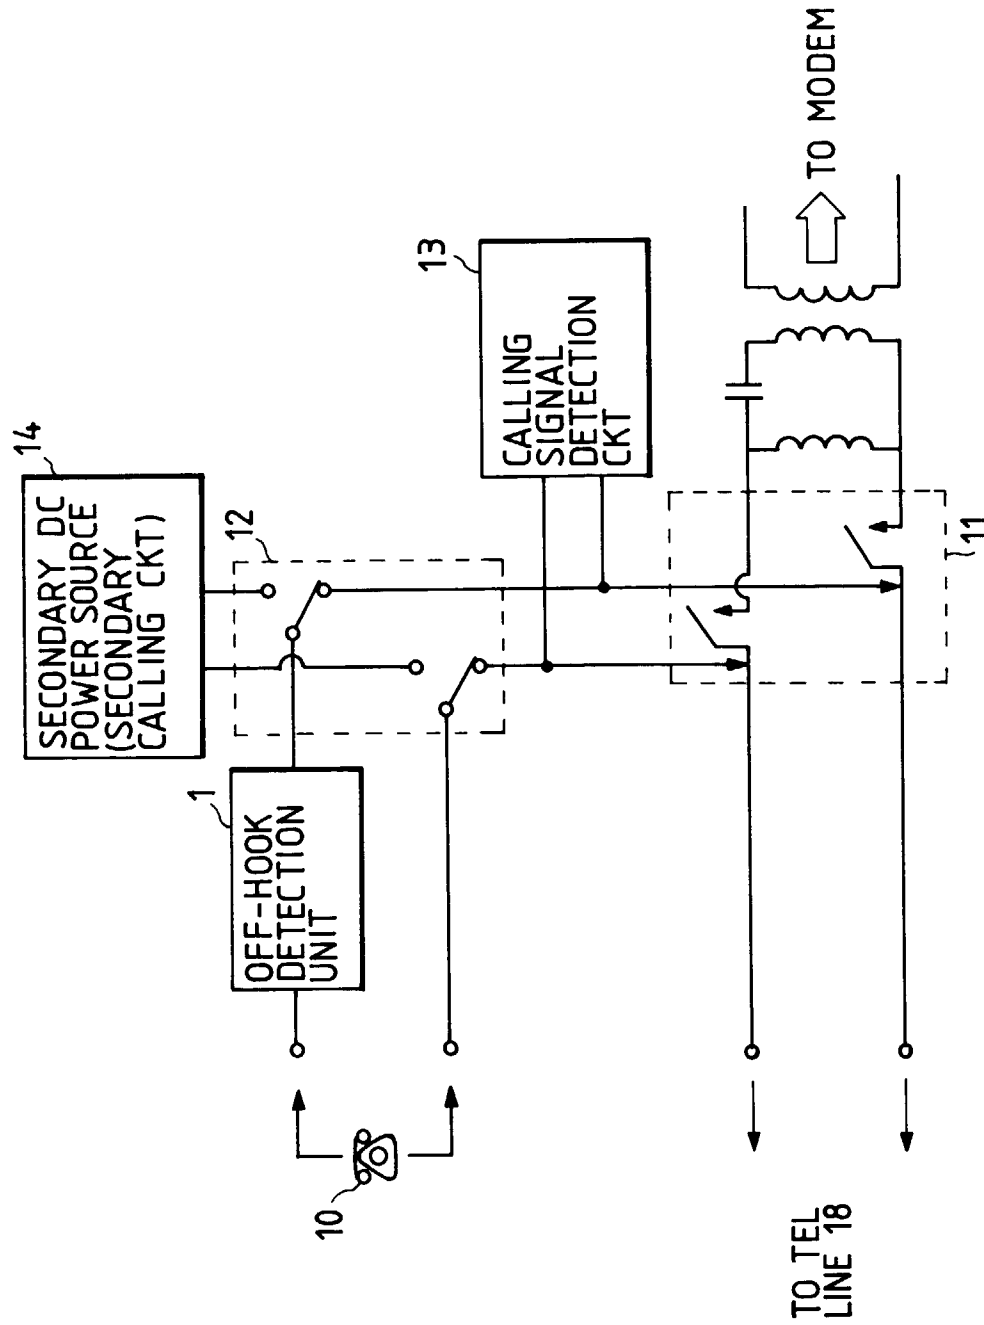 14
SECONDARY DC
POWER SOURCE
(SECONDARY
CALLING CKT)
12
1
OFF-HOOK
DETECTION
UNIT
13
CALLING
SIGNAL
DETECTION
CKT
10
TO MODEM
11
TO TEL
LINE 18